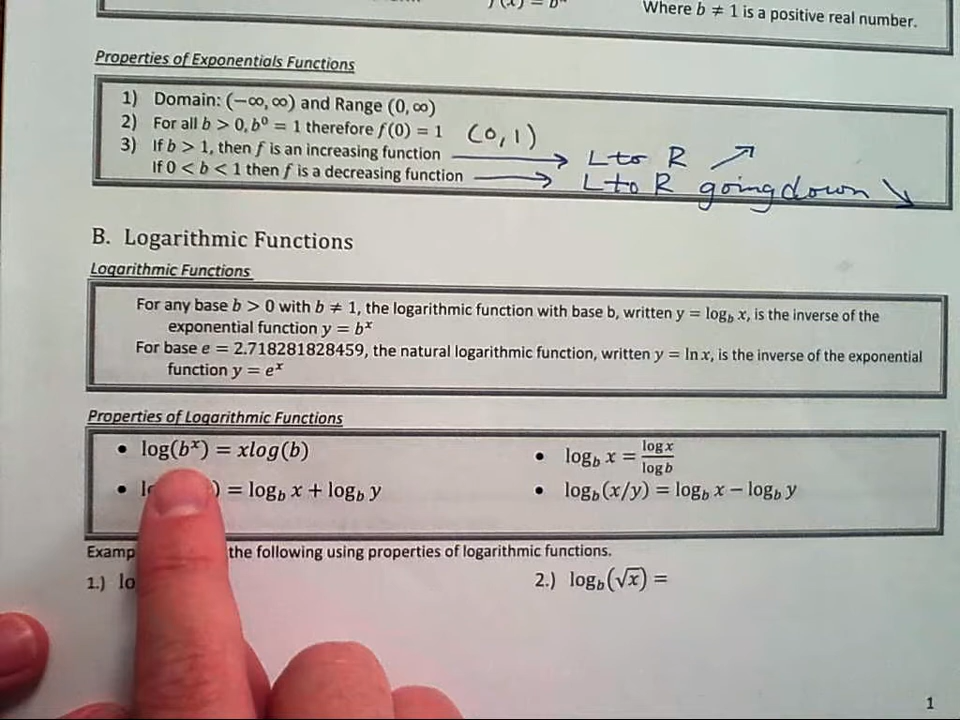 Where b ≠ 1 is a positive real number.
Properties of Exponentials Functions
1) Domain: (−∞, ∞) and Range (0, ∞)
2) For all b > 0, b⁰ = 1 therefore f(0) = 1 (0, 1)
3) If b > 1, then f is an increasing function → L to R ↗
If 0 < b < 1 then f is a decreasing function → L to R going down ↘
B. Logarithmic Functions
Logarithmic Functions
For any base b > 0 with b ≠ 1, the logarithmic function with base b, written y = log_b x, is the inverse of the
exponential function y = bˣ
For base e = 2.718281828459, the natural logarithmic function, written y = ln x, is the inverse of the exponential
function y = eˣ
Properties of Logarithmic Functions
• log(bˣ) = xlog(b) • log_b x = log x / log b
• ) = log_b x + log_b y • log_b(x/y) = log_b x − log_b y
the following using properties of logarithmic functions.
1.) lo 2.) log_b(√x) =
1